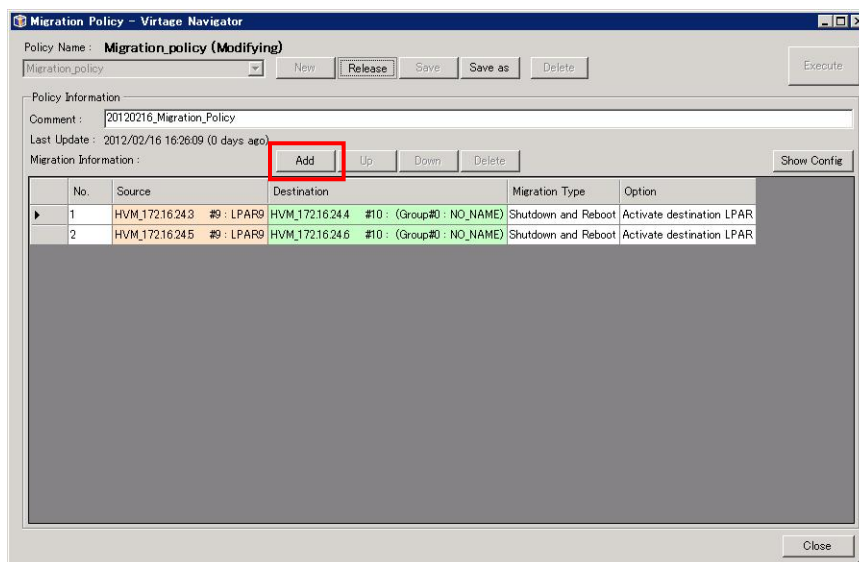 Migration Policy - Virtage Navigator
Policy Name : Migration_policy (Modifying)
Migration_policy New Release Save Save as Delete Execute
Policy Information
Comment : 20120216_Migration_Policy
Last Update : 2012/02/16 16:26:09 (0 days ago)
Migration Information : Add Up Down Delete Show Config
No. Source Destination Migration Type Option
1 HVM_172.16.24.3 #9 : LPAR9 HVM_172.16.24.4 #10 : (Group#0 : NO_NAME) Shutdown and Reboot Activate destination LPAR
2 HVM_172.16.24.5 #9 : LPAR9 HVM_172.16.24.6 #10 : (Group#0 : NO_NAME) Shutdown and Reboot Activate destination LPAR
Close